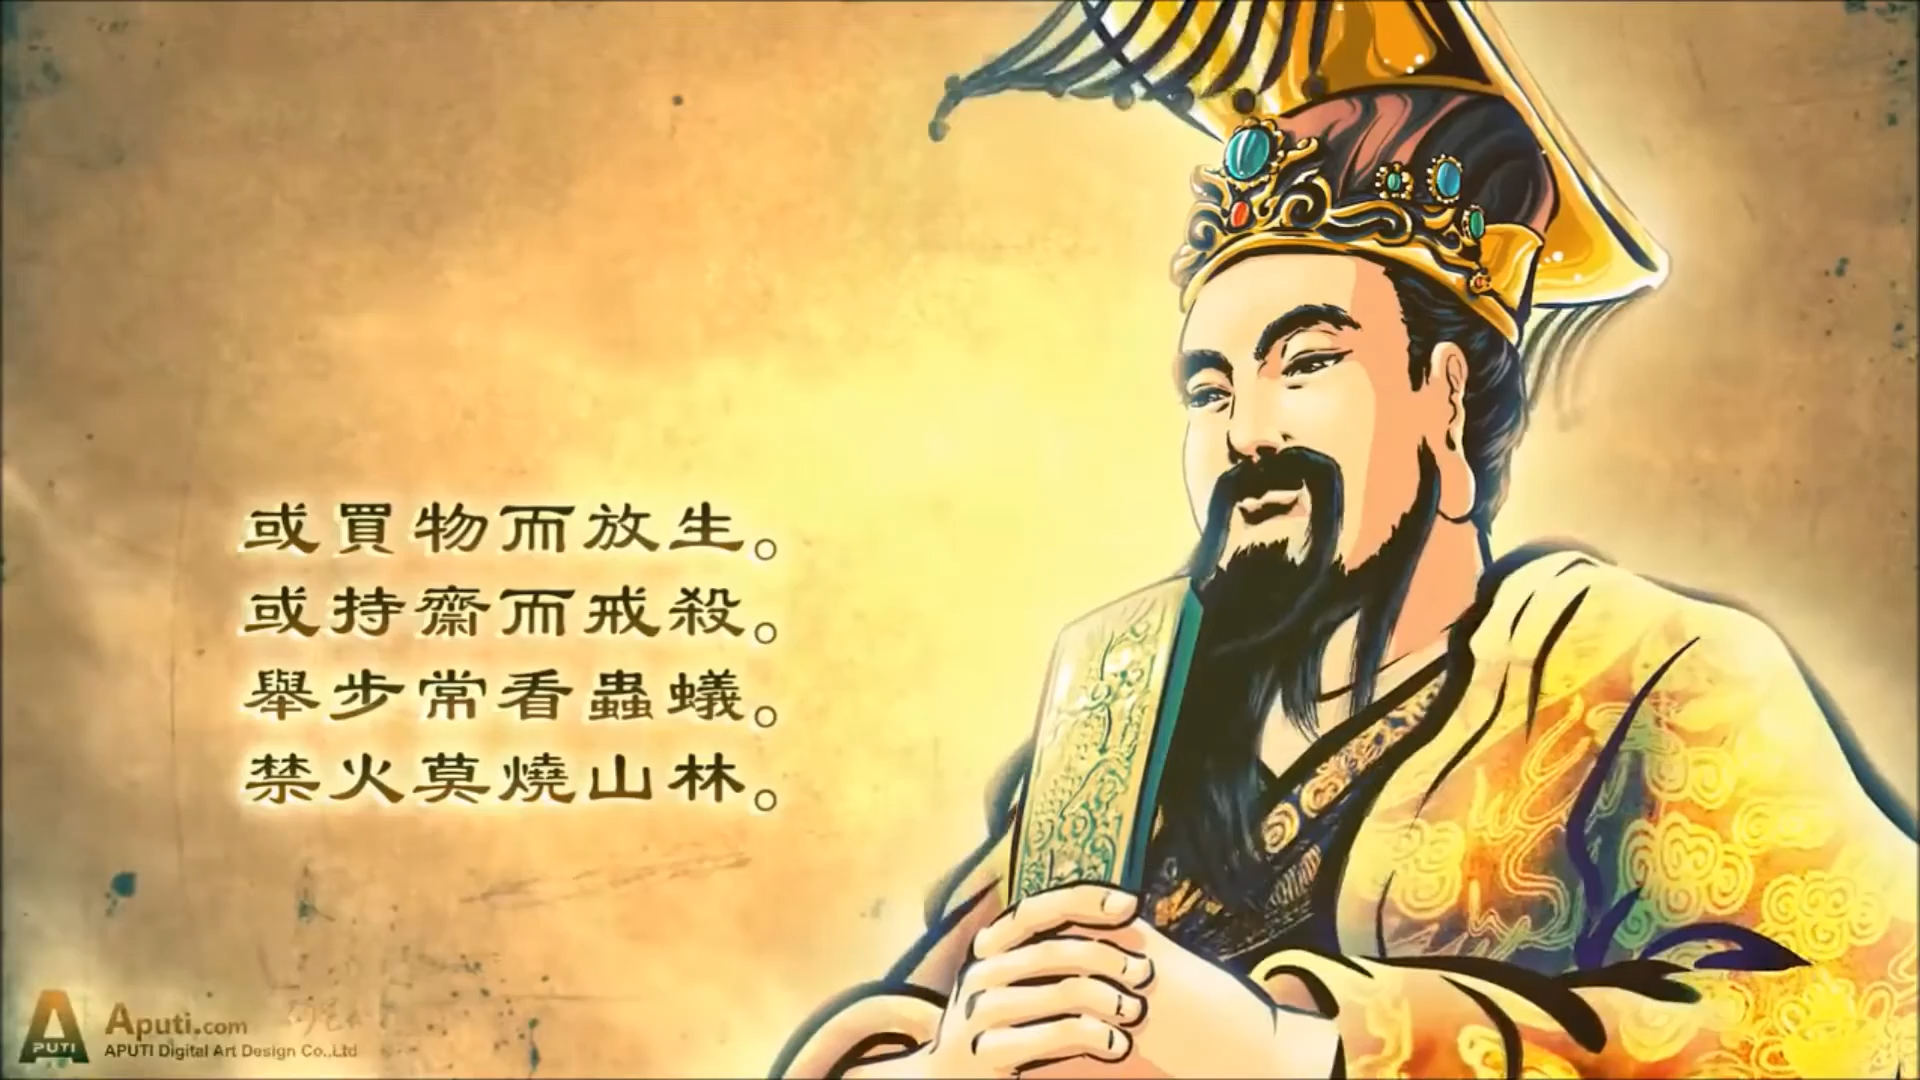 或買物而放生。
或持齋而戒殺。
舉步常看蟲蟻。
禁火莫燒山林。
Aputi.com
APUTI
APUTI Digital Art Design Co.,Ltd